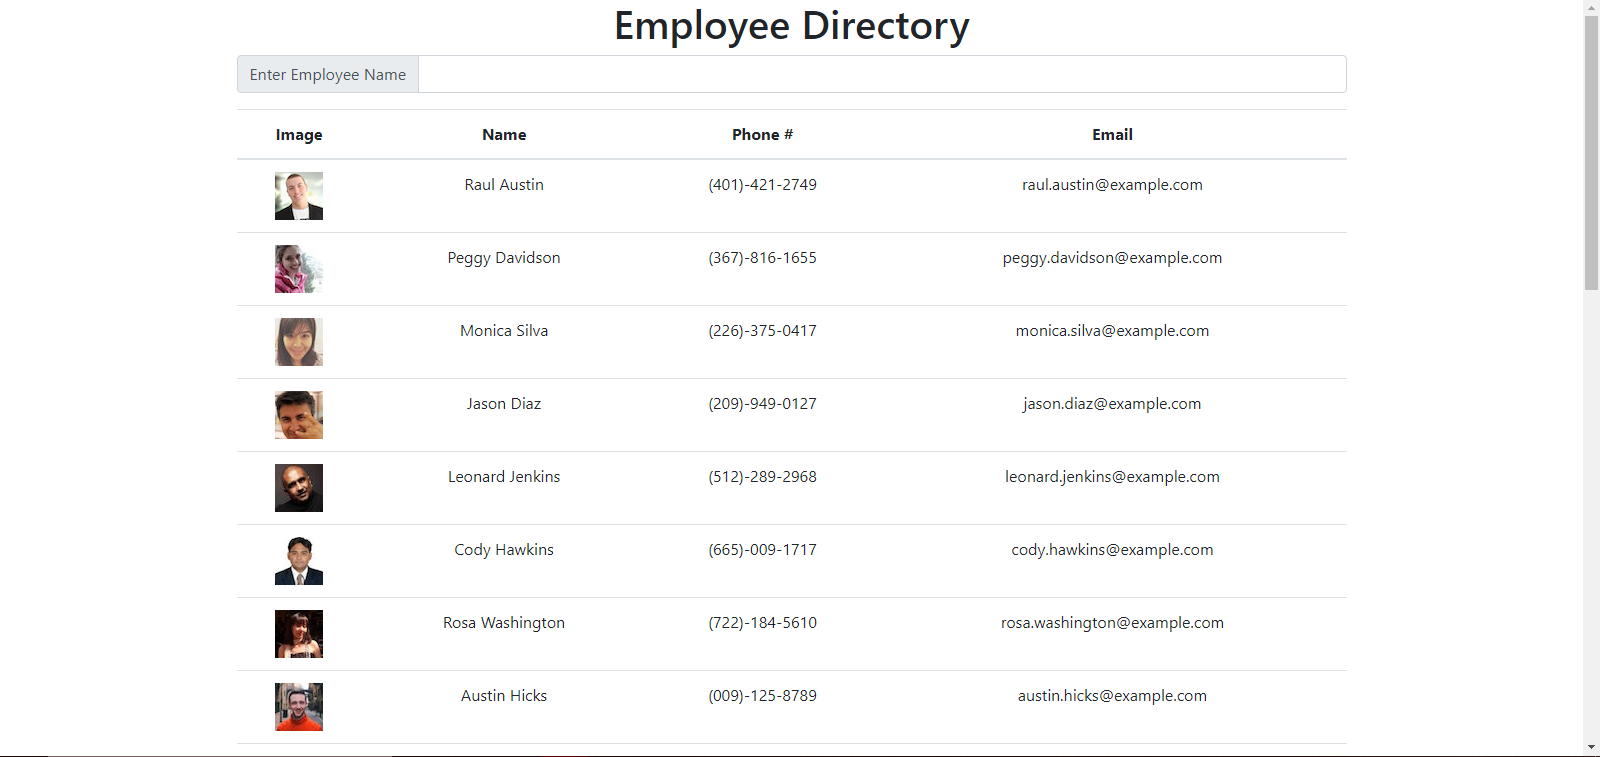 Employee Directory
Enter Employee Name
Image Name Phone # Email
Raul Austin (401)-421-2749 raul.austin@example.com
Peggy Davidson (367)-816-1655 peggy.davidson@example.com
Monica Silva (226)-375-0417 monica.silva@example.com
Jason Diaz (209)-949-0127 jason.diaz@example.com
Leonard Jenkins (512)-289-2968 leonard.jenkins@example.com
Cody Hawkins (665)-009-1717 cody.hawkins@example.com
Rosa Washington (722)-184-5610 rosa.washington@example.com
Austin Hicks (009)-125-8789 austin.hicks@example.com